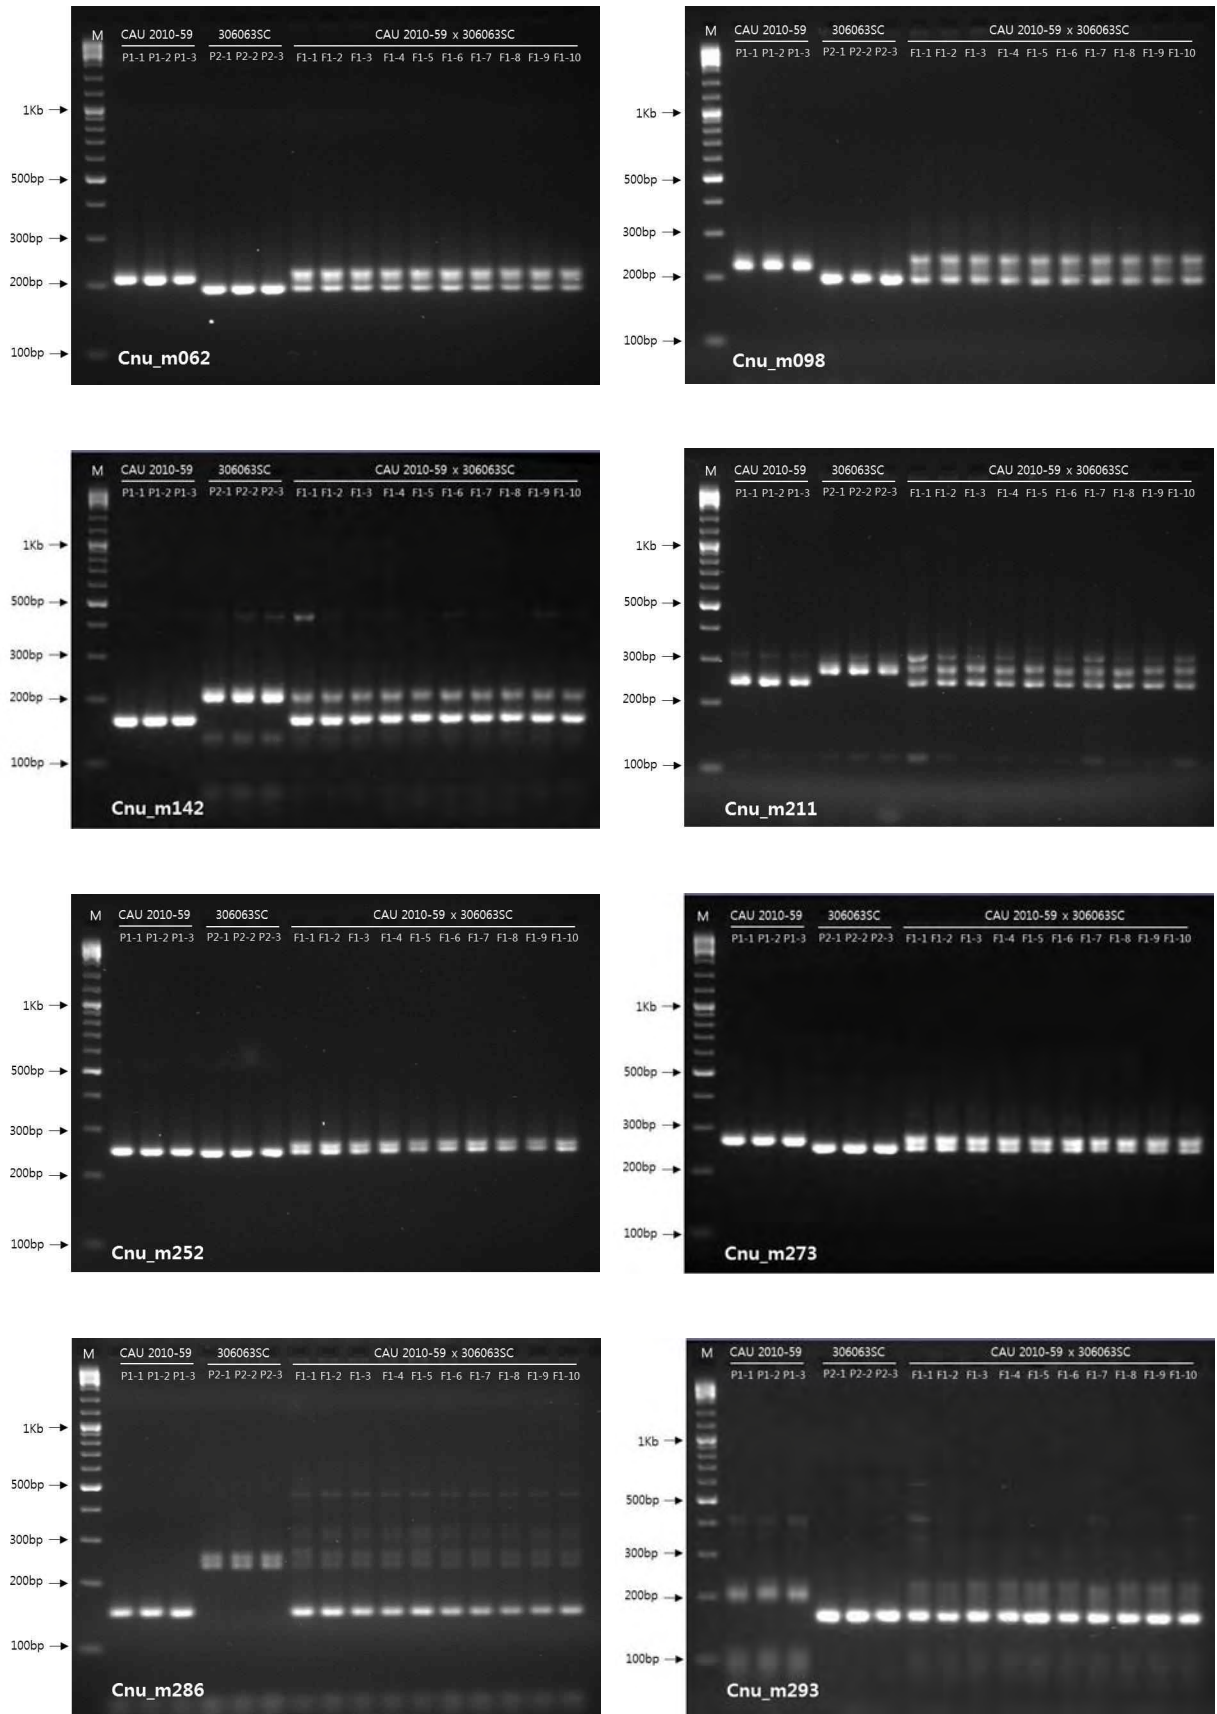 M CAU 2010-59 306063SC CAU 2010-59 x 306063SC
P1-1 P1-2 P1-3 P2-1 P2-2 P2-3 F1-1 F1-2 F1-3 F1-4 F1-5 F1-6 F1-7 F1-8 F1-9 F1-10
1Kb
500bp
300bp
200bp
100bp
Cnu_m062
M CAU 2010-59 306063SC CAU 2010-59 x 306063SC
P1-1 P1-2 P1-3 P2-1 P2-2 P2-3 F1-1 F1-2 F1-3 F1-4 F1-5 F1-6 F1-7 F1-8 F1-9 F1-10
1Kb
500bp
300bp
200bp
100bp
Cnu_m098
M CAU 2010-59 306063SC CAU 2010-59 x 306063SC
P1-1 P1-2 P1-3 P2-1 P2-2 P2-3 F1-1 F1-2 F1-3 F1-4 F1-5 F1-6 F1-7 F1-8 F1-9 F1-10
1Kb
500bp
300bp
200bp
100bp
Cnu_m142
M CAU 2010-59 306063SC CAU 2010-59 x 306063SC
P1-1 P1-2 P1-3 P2-1 P2-2 P2-3 F1-1 F1-2 F1-3 F1-4 F1-5 F1-6 F1-7 F1-8 F1-9 F1-10
1Kb
500bp
300bp
200bp
100bp
Cnu_m211
M CAU 2010-59 306063SC CAU 2010-59 x 306063SC
P1-1 P1-2 P1-3 P2-1 P2-2 P2-3 F1-1 F1-2 F1-3 F1-4 F1-5 F1-6 F1-7 F1-8 F1-9 F1-10
1Kb
500bp
300bp
200bp
100bp
Cnu_m252
M CAU 2010-59 306063SC CAU 2010-59 x 306063SC
P1-1 P1-2 P1-3 P2-1 P2-2 P2-3 F1-1 F1-2 F1-3 F1-4 F1-5 F1-6 F1-7 F1-8 F1-9 F1-10
1Kb
500bp
300bp
200bp
100bp
Cnu_m273
M CAU 2010-59 306063SC CAU 2010-59 x 306063SC
P1-1 P1-2 P1-3 P2-1 P2-2 P2-3 F1-1 F1-2 F1-3 F1-4 F1-5 F1-6 F1-7 F1-8 F1-9 F1-10
1Kb
500bp
300bp
200bp
100bp
Cnu_m286
M CAU 2010-59 306063SC CAU 2010-59 x 306063SC
P1-1 P1-2 P1-3 P2-1 P2-2 P2-3 F1-1 F1-2 F1-3 F1-4 F1-5 F1-6 F1-7 F1-8 F1-9 F1-10
1Kb
500bp
300bp
200bp
100bp
Cnu_m293